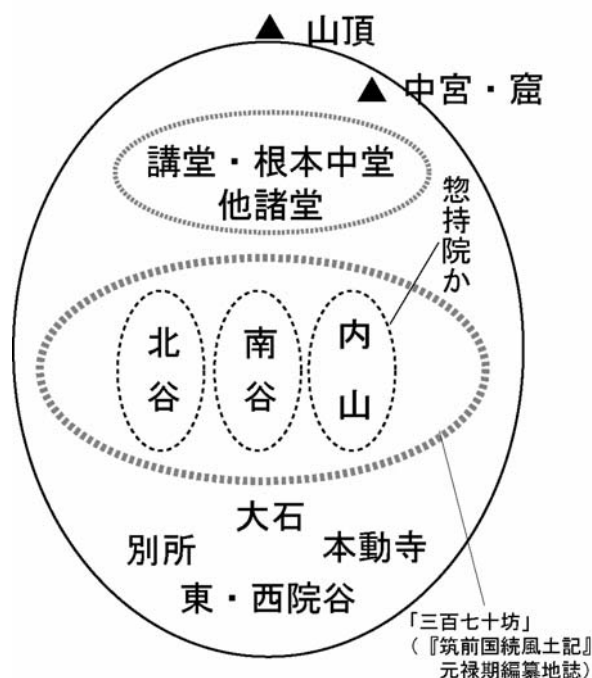 ▲ 山頂
▲ 中宮・窟
講堂・根本中堂
他諸堂
惣持院か
北谷
南谷
内山
大石
別所
本動寺
東・西院谷
「三百七十坊」
（『筑前国続風土記』
元禄期編纂地誌）